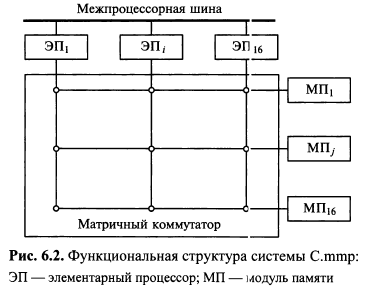 Межпроцессорная шина
ЭП1 ЭПi ЭП16
МП1
МПj
МП16
Матричный коммутатор
Рис. 6.2. Функциональная структура системы C.mmp:
ЭП — элементарный процессор; МП — модуль памяти